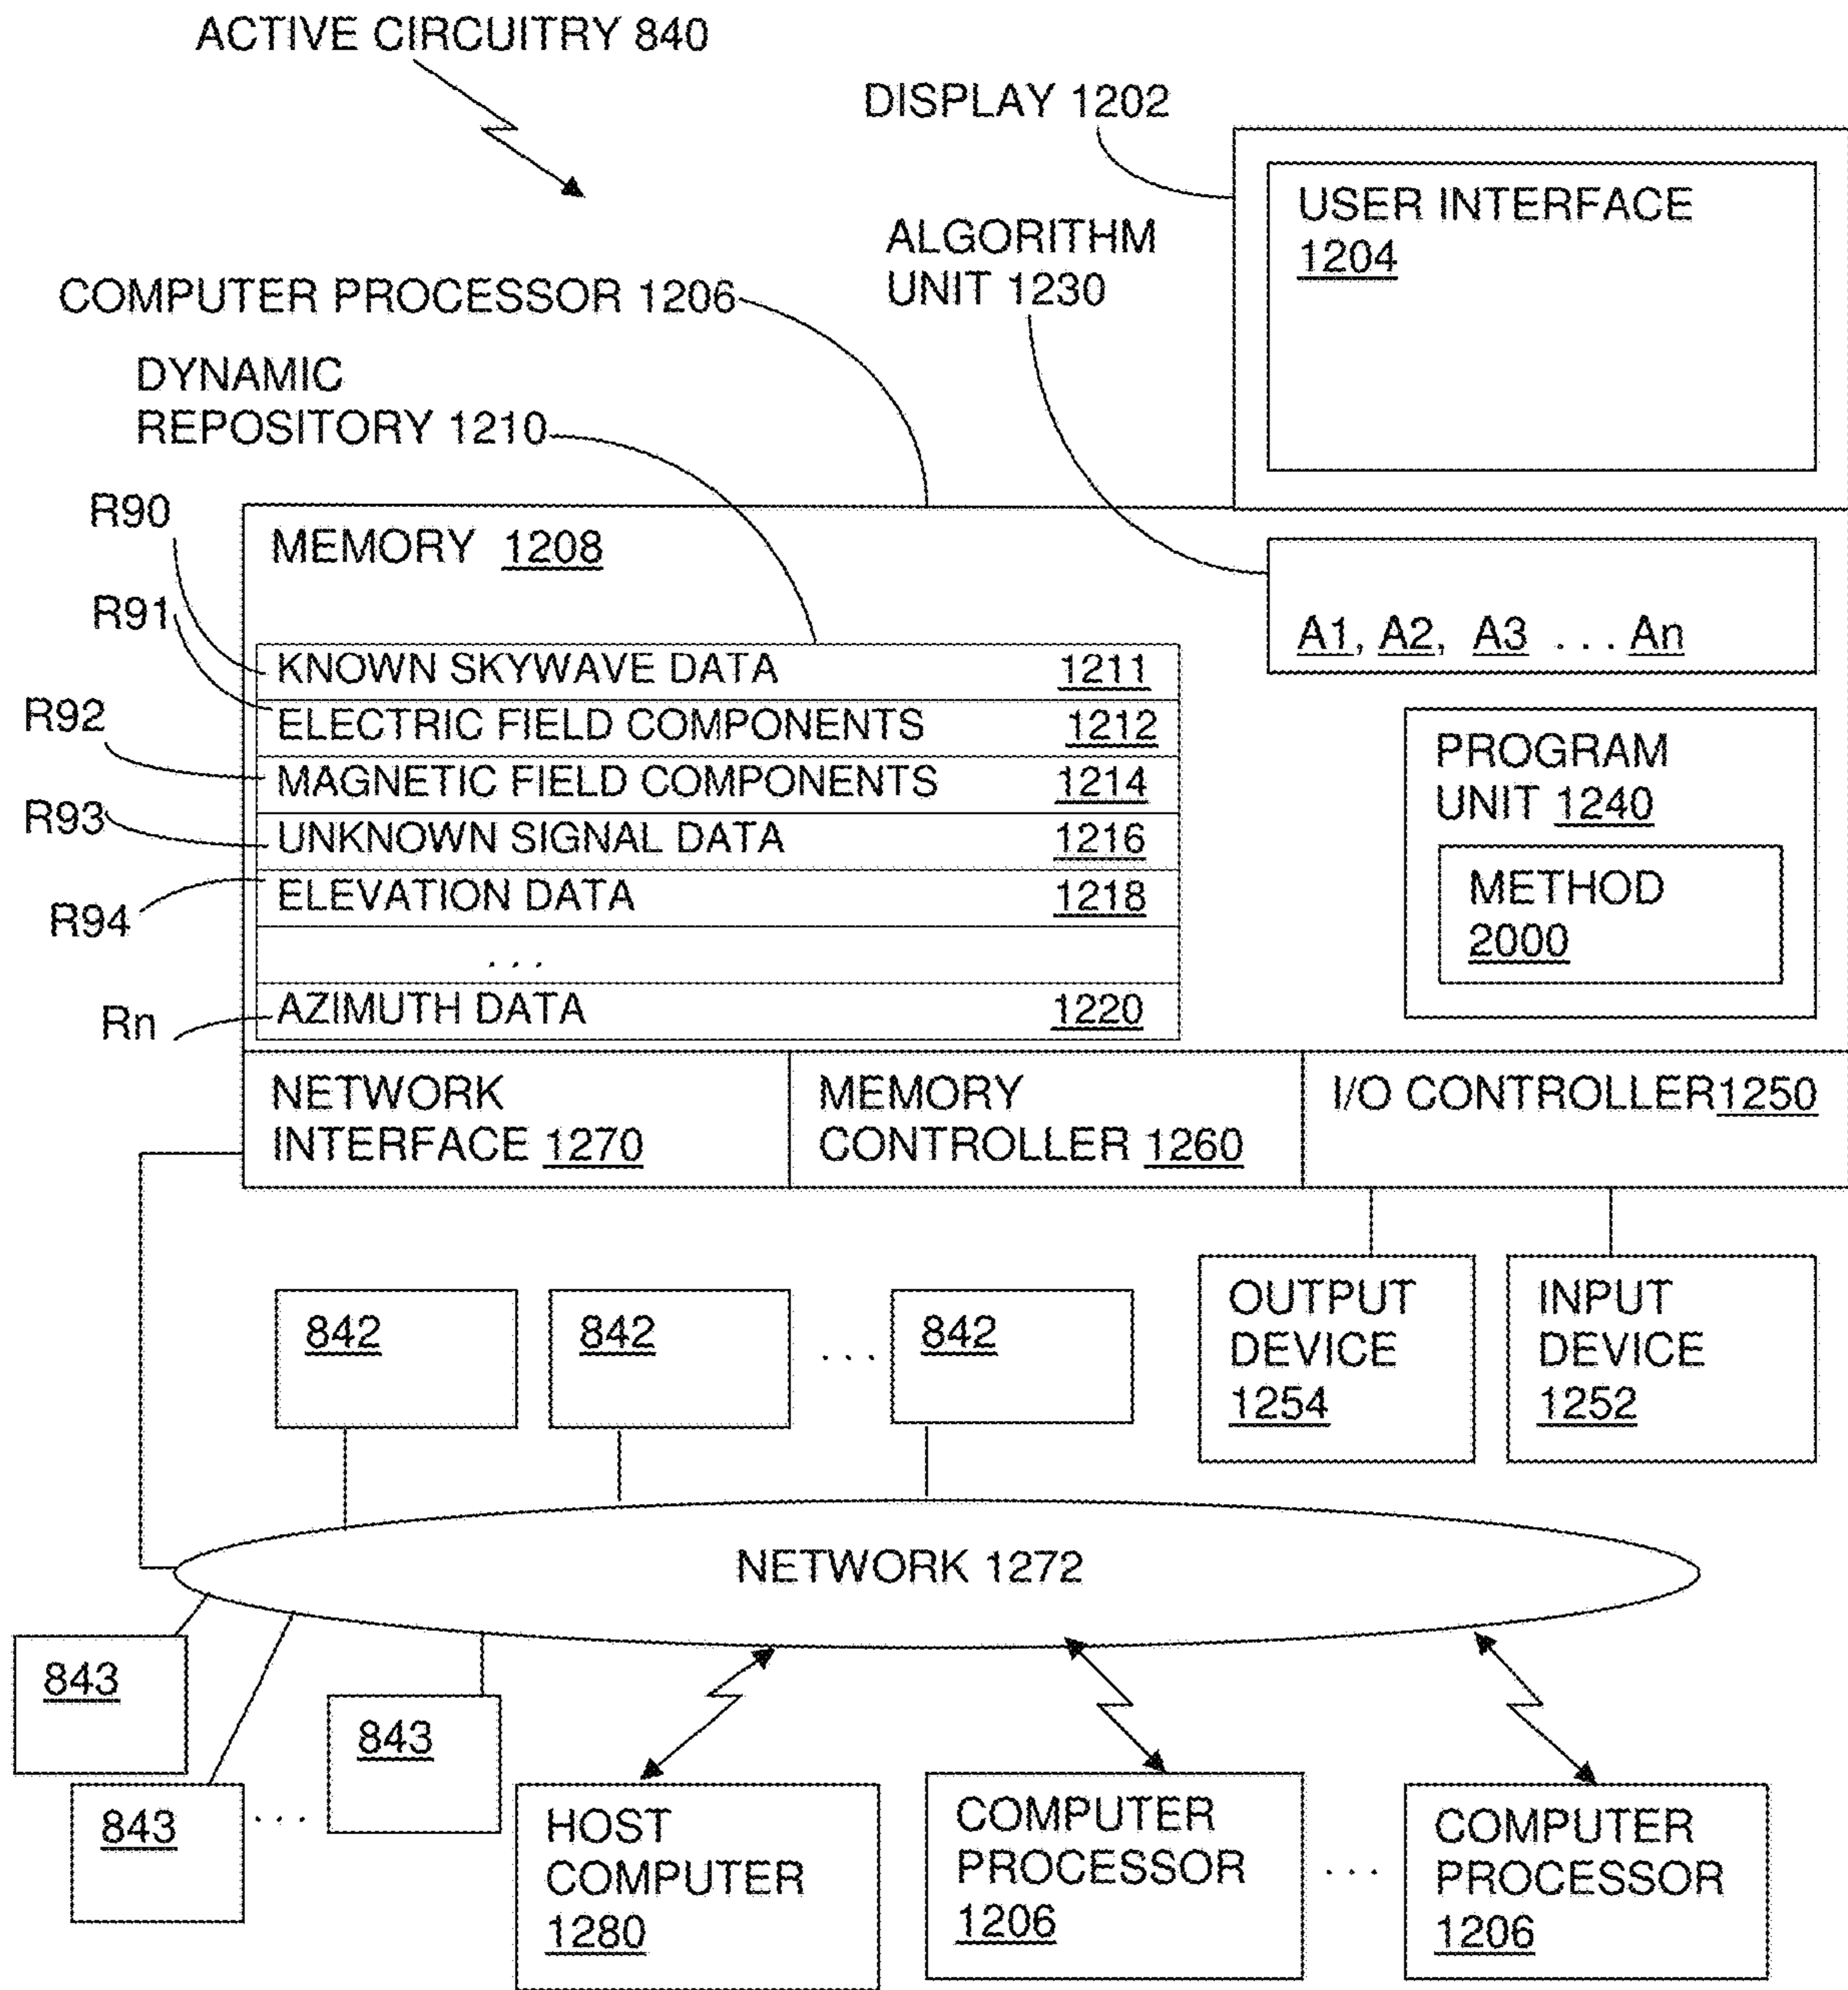 ACTIVE CIRCUITRY 840
DISPLAY 1202
USER INTERFACE
1204
ALGORITHM
UNIT 1230
COMPUTER PROCESSOR 1206
DYNAMIC
REPOSITORY 1210
R90
MEMORY 1208
R91
A1, A2, A3 ... An
KNOWN SKYWAVE DATA 1211
R92
ELECTRIC FIELD COMPONENTS 1212
PROGRAM
UNIT 1240
MAGNETIC FIELD COMPONENTS 1214
R93
UNKNOWN SIGNAL DATA 1216
R94
ELEVATION DATA 1218
METHOD
2000
...
Rn
AZIMUTH DATA 1220
NETWORK
INTERFACE 1270
MEMORY
CONTROLLER 1260
I/O CONTROLLER1250
842
842
...
842
OUTPUT
DEVICE
1254
INPUT
DEVICE
1252
NETWORK 1272
843
843
...
843
HOST
COMPUTER
1280
COMPUTER
PROCESSOR
1206
...
COMPUTER
PROCESSOR
1206